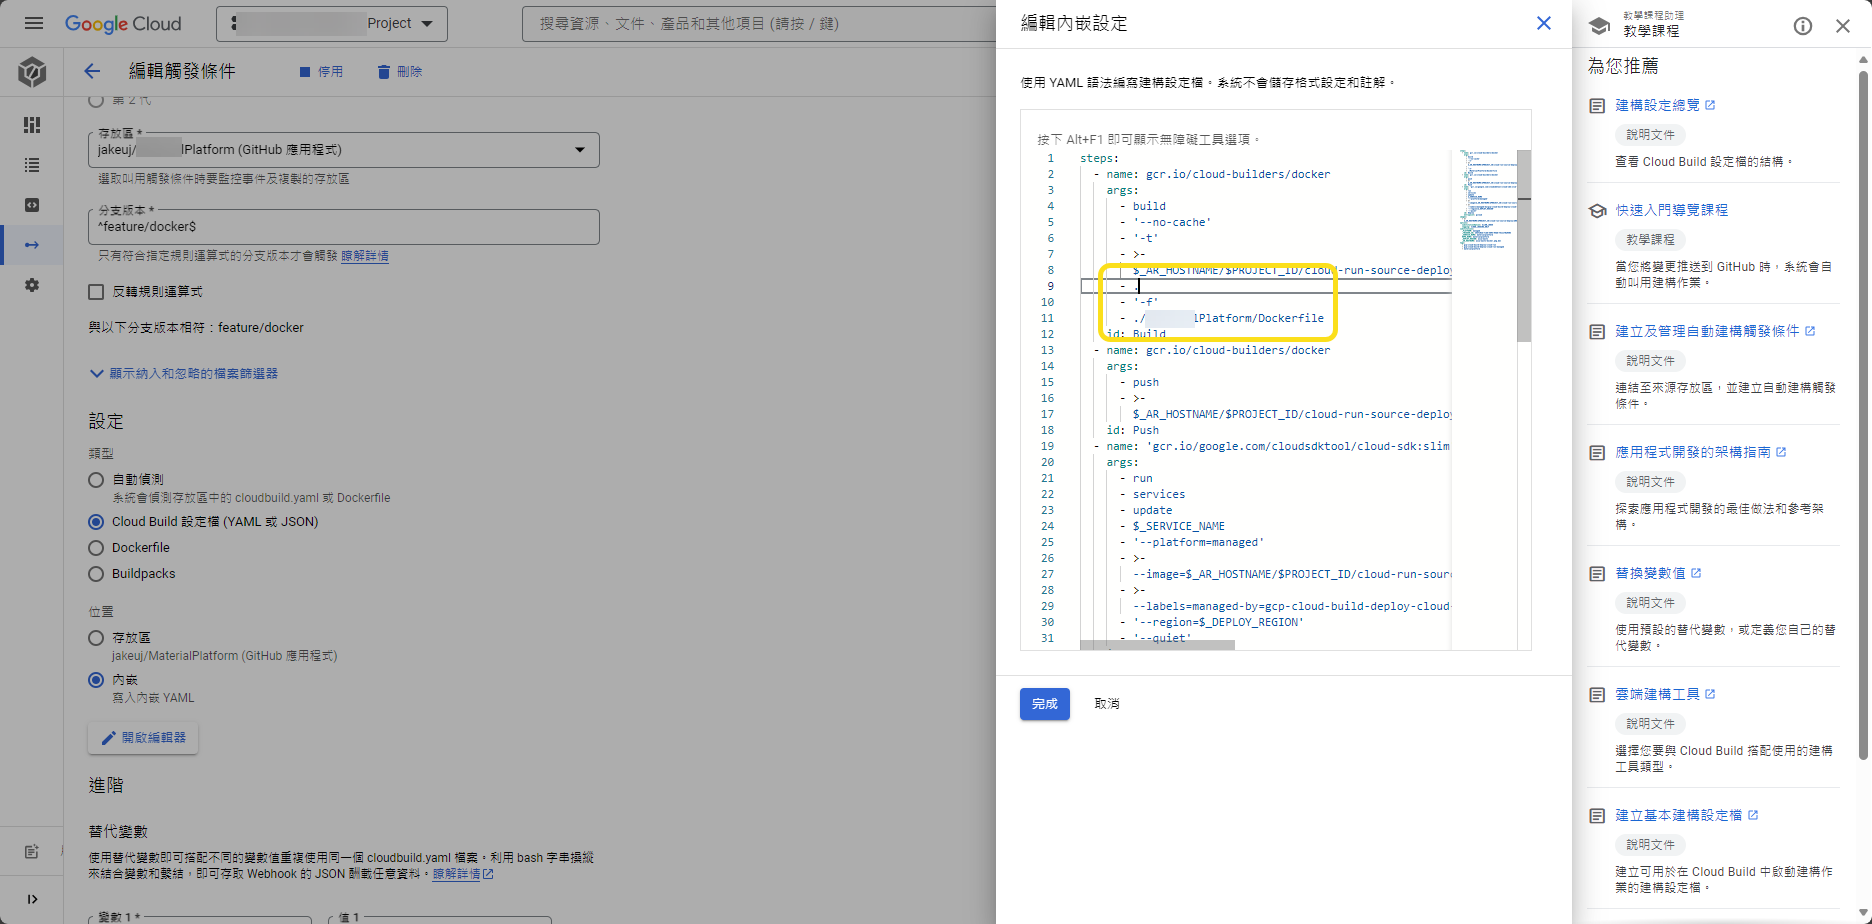 Google Cloud
Project
搜尋資源、文件、產品和其他項目 (請按 / 鍵)
編輯觸發條件
停用
刪除
第 2 代
存放區 *
jakeuj/ lPlatform (GitHub 應用程式)
選取叫用觸發條件時要監控事件及複製的存放區
分支版本 *
^feature/docker$
只有符合指定規則運算式的分支版本才會觸發 瞭解詳情
反轉規則運算式
與以下分支版本相符：feature/docker
顯示納入和忽略的檔案篩選器
設定
類型
自動偵測
系統會偵測存放區中的 cloudbuild.yaml 或 Dockerfile
Cloud Build 設定檔 (YAML 或 JSON)
Dockerfile
Buildpacks
位置
存放區
jakeuj/MaterialPlatform (GitHub 應用程式)
內嵌
寫入內嵌 YAML
開啟編輯器
進階
替代變數
使用替代變數即可搭配不同的變數值重複使用同一個 cloudbuild.yaml 檔案。利用 bash 字串操縱
來結合變數和繫結，即可存取 Webhook 的 JSON 酬載任意資料。瞭解詳情
變數 1 *
值 1
編輯內嵌設定
使用 YAML 語法編寫建構設定檔。系統不會儲存格式設定和註解。
按下 Alt+F1 即可顯示無障礙工具選項。
1 steps:
2 - name: gcr.io/cloud-builders/docker
3 args:
4 - build
5 - '--no-cache'
6 - '-t'
7 - >-
8 $_AR_HOSTNAME/$PROJECT_ID/cloud-run-source-deploy
9 - .
10 - '-f'
11 - ./ lPlatform/Dockerfile
12 id: Build
13 - name: gcr.io/cloud-builders/docker
14 args:
15 - push
16 - >-
17 $_AR_HOSTNAME/$PROJECT_ID/cloud-run-source-deploy
18 id: Push
19 - name: 'gcr.io/google.com/cloudsdktool/cloud-sdk:slim
20 args:
21 - run
22 - services
23 - update
24 - $_SERVICE_NAME
25 - '--platform=managed'
26 - >-
27 --image=$_AR_HOSTNAME/$PROJECT_ID/cloud-run-sour
28 - >-
29 --labels=managed-by=gcp-cloud-build-deploy-cloud-
30 - '--region=$_DEPLOY_REGION'
31 - '--quiet'
完成
取消
教學課程助理
教學課程
為您推薦
建構設定總覽
說明文件
查看 Cloud Build 設定檔的結構。
快速入門導覽課程
教學課程
當您將變更推送到 GitHub 時，系統會自
動叫用建構作業。
建立及管理自動建構觸發條件
說明文件
連結至來源存放區，並建立自動建構觸發
條件。
應用程式開發的架構指南
說明文件
探索應用程式開發的最佳做法和參考架
構。
替換變數值
說明文件
使用預設的替代變數，或定義您自己的替
代變數。
雲端建構工具
說明文件
選擇您要與 Cloud Build 搭配使用的建構
工具類型。
建立基本建構設定檔
說明文件
建立可用於在 Cloud Build 中啟動建構作
業的建構設定檔。